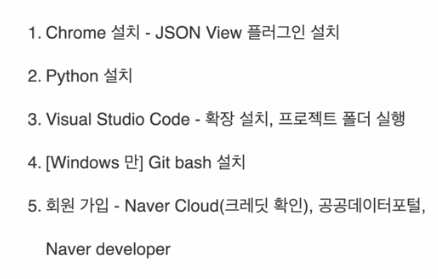 1. Chrome 설치 - JSON View 플러그인 설치
2. Python 설치
3. Visual Studio Code - 확장 설치, 프로젝트 폴더 실행
4. [Windows 만] Git bash 설치
5. 회원 가입 - Naver Cloud(크레딧 확인), 공공데이터포털,
Naver developer